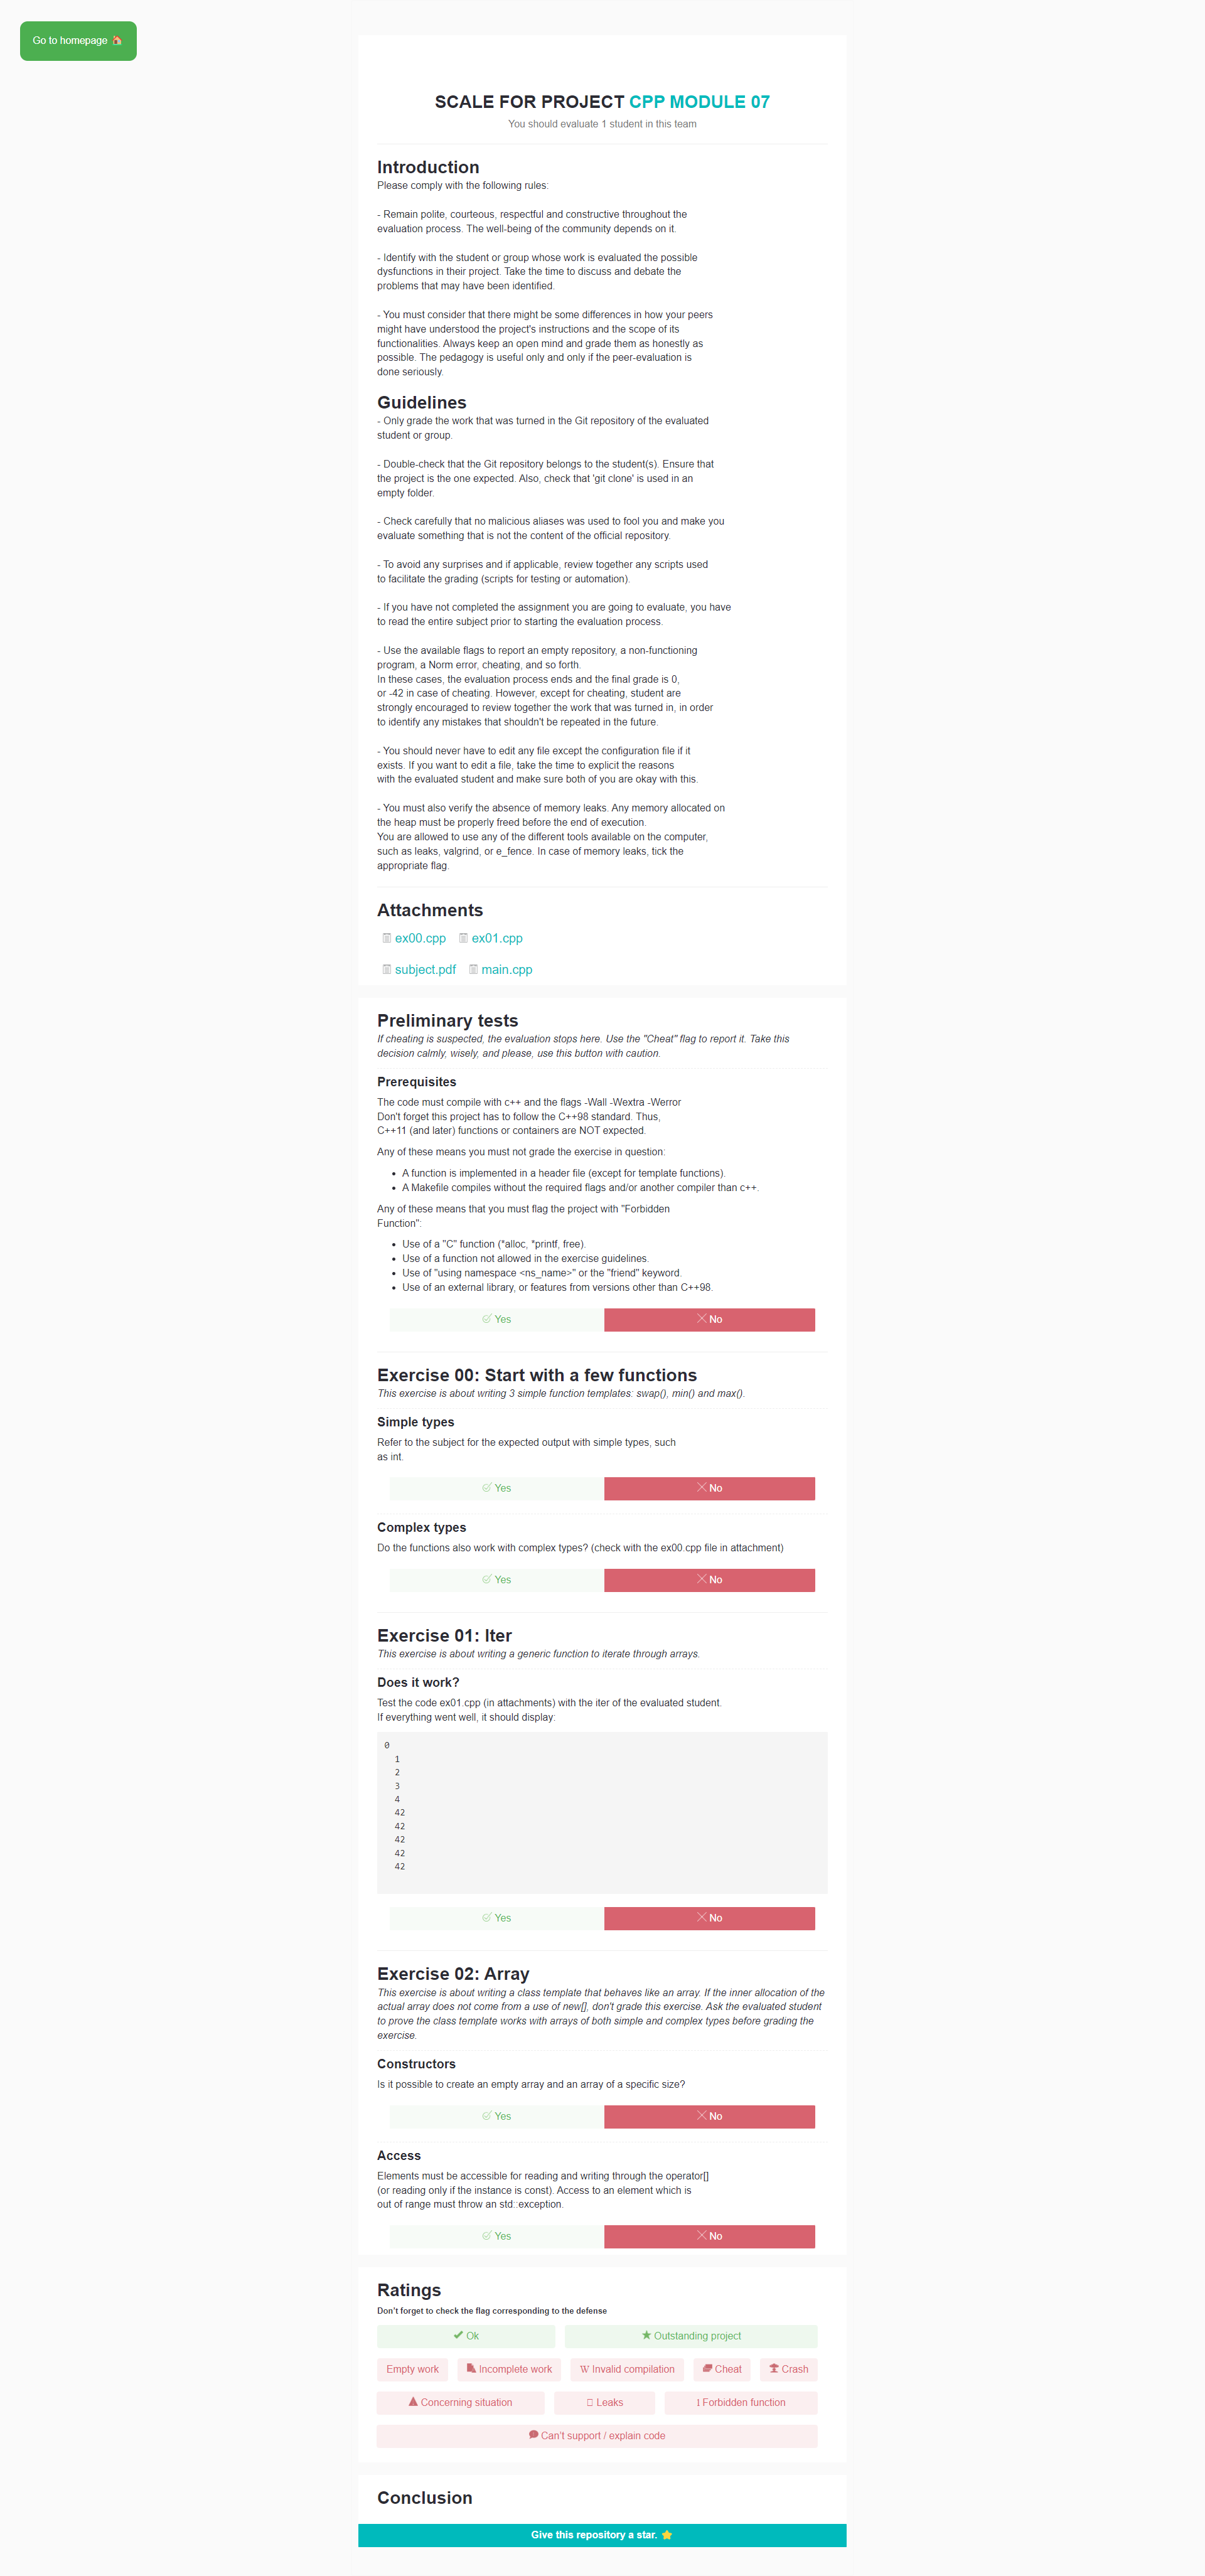 Go to homepage 🏠
SCALE FOR PROJECT CPP MODULE 07
You should evaluate 1 student in this team
Introduction
Please comply with the following rules:
- Remain polite, courteous, respectful and constructive throughout the
evaluation process. The well-being of the community depends on it.
- Identify with the student or group whose work is evaluated the possible
dysfunctions in their project. Take the time to discuss and debate the
problems that may have been identified.
- You must consider that there might be some differences in how your peers
might have understood the project's instructions and the scope of its
functionalities. Always keep an open mind and grade them as honestly as
possible. The pedagogy is useful only and only if the peer-evaluation is
done seriously.
Guidelines
- Only grade the work that was turned in the Git repository of the evaluated
student or group.
- Double-check that the Git repository belongs to the student(s). Ensure that
the project is the one expected. Also, check that 'git clone' is used in an
empty folder.
- Check carefully that no malicious aliases was used to fool you and make you
evaluate something that is not the content of the official repository.
- To avoid any surprises and if applicable, review together any scripts used
to facilitate the grading (scripts for testing or automation).
- If you have not completed the assignment you are going to evaluate, you have
to read the entire subject prior to starting the evaluation process.
- Use the available flags to report an empty repository, a non-functioning
program, a Norm error, cheating, and so forth.
In these cases, the evaluation process ends and the final grade is 0,
or -42 in case of cheating. However, except for cheating, student are
strongly encouraged to review together the work that was turned in, in order
to identify any mistakes that shouldn't be repeated in the future.
- You should never have to edit any file except the configuration file if it
exists. If you want to edit a file, take the time to explicit the reasons
with the evaluated student and make sure both of you are okay with this.
- You must also verify the absence of memory leaks. Any memory allocated on
the heap must be properly freed before the end of execution.
You are allowed to use any of the different tools available on the computer,
such as leaks, valgrind, or e_fence. In case of memory leaks, tick the
appropriate flag.
Attachments
ex00.cpp ex01.cpp
subject.pdf main.cpp
Preliminary tests
If cheating is suspected, the evaluation stops here. Use the "Cheat" flag to report it. Take this
decision calmly, wisely, and please, use this button with caution.
Prerequisites
The code must compile with c++ and the flags -Wall -Wextra -Werror
Don't forget this project has to follow the C++98 standard. Thus,
C++11 (and later) functions or containers are NOT expected.
Any of these means you must not grade the exercise in question:
• A function is implemented in a header file (except for template functions).
• A Makefile compiles without the required flags and/or another compiler than c++.
Any of these means that you must flag the project with "Forbidden
Function":
• Use of a "C" function (*alloc, *printf, free).
• Use of a function not allowed in the exercise guidelines.
• Use of "using namespace <ns_name>" or the "friend" keyword.
• Use of an external library, or features from versions other than C++98.
Yes No
Exercise 00: Start with a few functions
This exercise is about writing 3 simple function templates: swap(), min() and max().
Simple types
Refer to the subject for the expected output with simple types, such
as int.
Yes No
Complex types
Do the functions also work with complex types? (check with the ex00.cpp file in attachment)
Yes No
Exercise 01: Iter
This exercise is about writing a generic function to iterate through arrays.
Does it work?
Test the code ex01.cpp (in attachments) with the iter of the evaluated student.
If everything went well, it should display:
0
1
2
3
4
42
42
42
42
42
Yes No
Exercise 02: Array
This exercise is about writing a class template that behaves like an array. If the inner allocation of the
actual array does not come from a use of new[], don't grade this exercise. Ask the evaluated student
to prove the class template works with arrays of both simple and complex types before grading the
exercise.
Constructors
Is it possible to create an empty array and an array of a specific size?
Yes No
Access
Elements must be accessible for reading and writing through the operator[]
(or reading only if the instance is const). Access to an element which is
out of range must throw an std::exception.
Yes No
Ratings
Don't forget to check the flag corresponding to the defense
Ok Outstanding project
Empty work Incomplete work W Invalid compilation Cheat Crash
Concerning situation Leaks Forbidden function
Can't support / explain code
Conclusion
Give this repository a star. ⭐